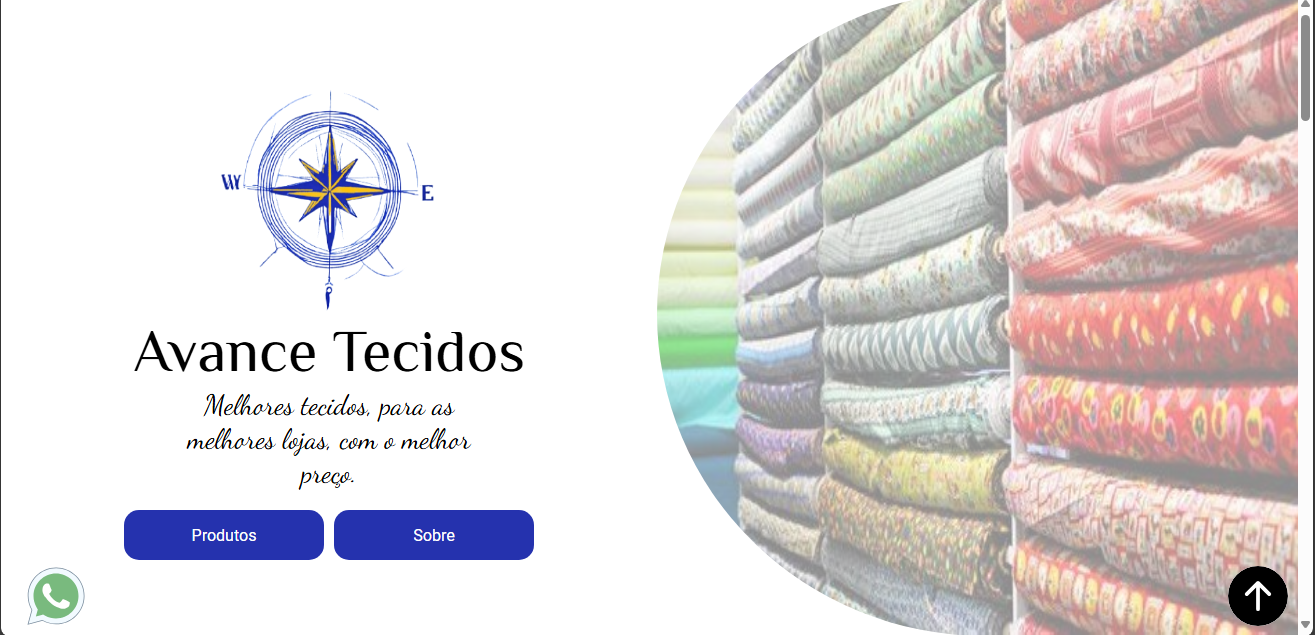 W
E
Avance Tecidos
Melhores tecidos, para as
melhores lojas, com o melhor
preço.
Produtos
Sobre